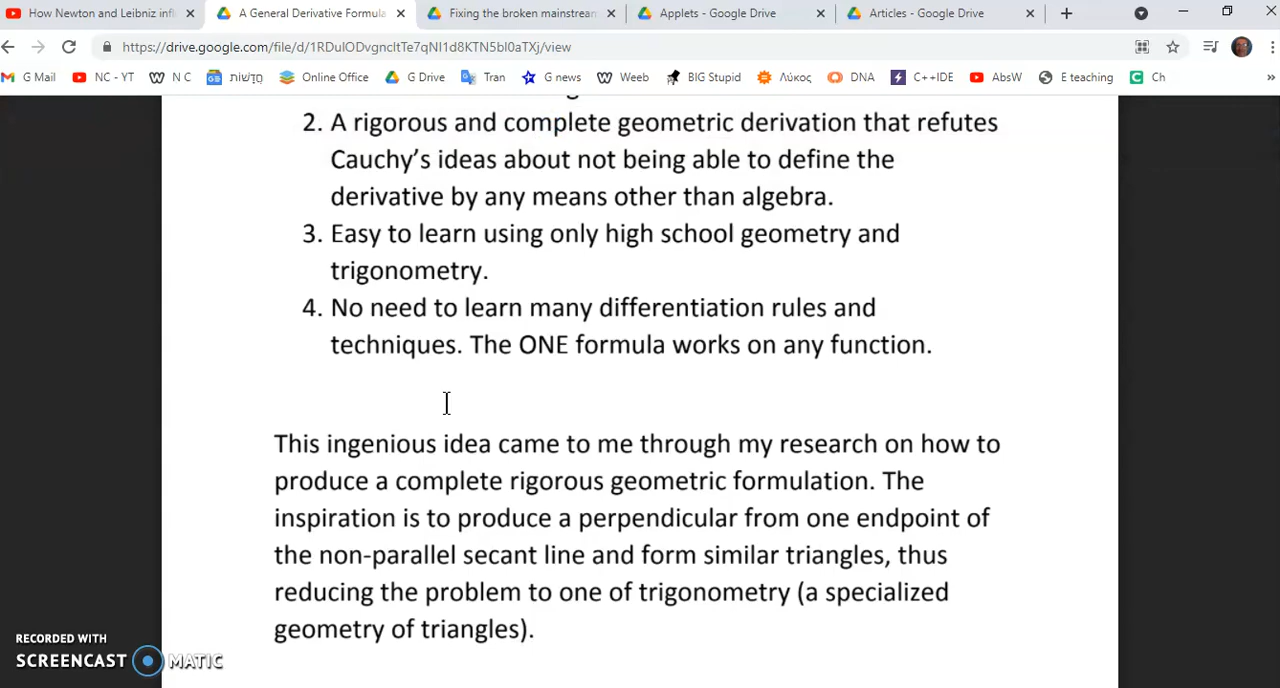 How Newton and Leibniz infl
A General Derivative Formula
Fixing the broken mainstream
Applets - Google Drive
Articles - Google Drive
https://drive.google.com/file/d/1RDulODvgncItTe7qNI1d8KTN5bl0aTXj/view
G Mail NC - YT N C חֲדָשׁוֹת Online Office G Drive Tran G news Weeb BIG Stupid Λύκος DNA C++IDE AbsW E teaching Ch
2. A rigorous and complete geometric derivation that refutes
Cauchy’s ideas about not being able to define the
derivative by any means other than algebra.
3. Easy to learn using only high school geometry and
trigonometry.
4. No need to learn many differentiation rules and
techniques. The ONE formula works on any function.
This ingenious idea came to me through my research on how to
produce a complete rigorous geometric formulation. The
inspiration is to produce a perpendicular from one endpoint of
the non-parallel secant line and form similar triangles, thus
reducing the problem to one of trigonometry (a specialized
geometry of triangles).
RECORDED WITH
SCREENCAST MATIC